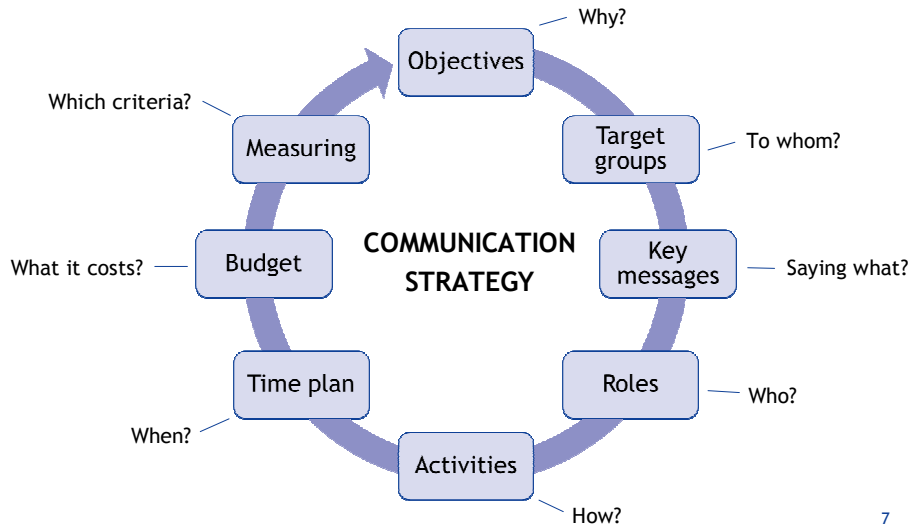 Why?
Objectives
Which criteria?
Measuring
Target
groups
To whom?
COMMUNICATION
STRATEGY
What it costs?
Budget
Key
messages
Saying what?
Time plan
Roles
Who?
When?
Activities
How?
7